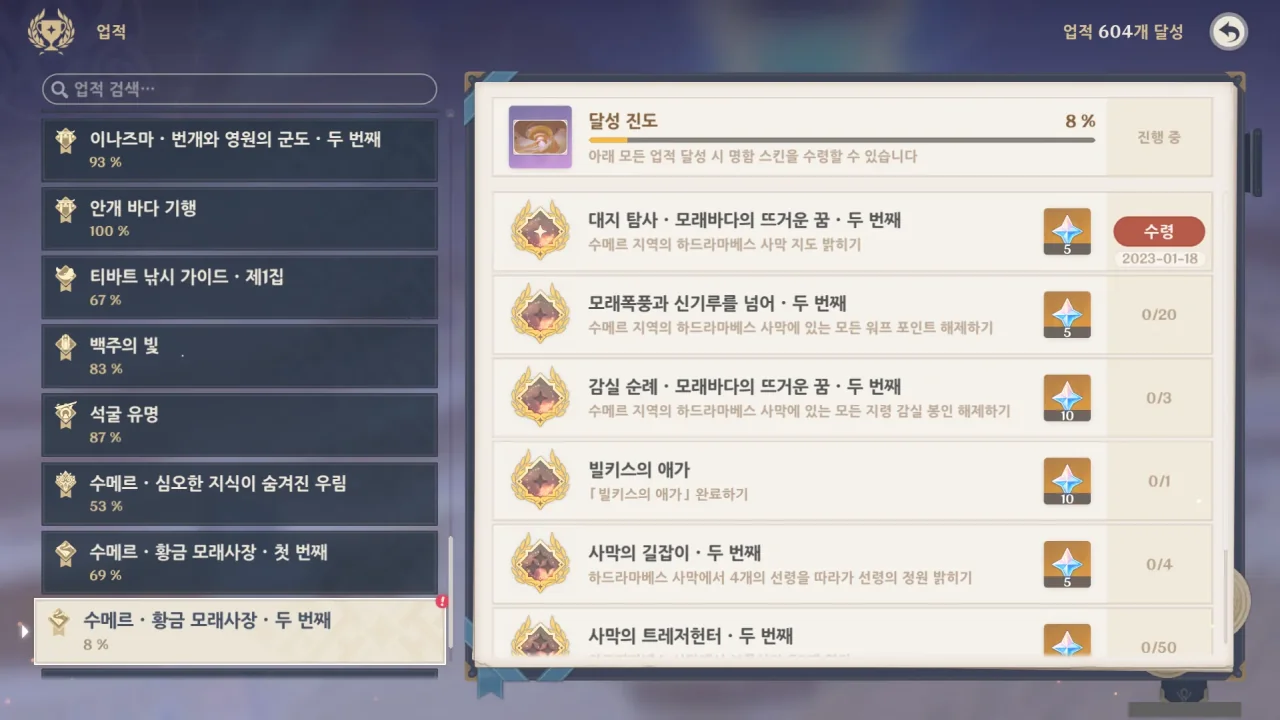 업적
업적 604개 달성
업적 검색…
이나즈마 · 번개와 영원의 군도 · 두 번째
93 %
안개 바다 기행
100 %
티바트 낚시 가이드 · 제1집
67 %
백주의 빛
83 %
석굴 유명
87 %
수메르 · 심오한 지식이 숨겨진 우림
53 %
수메르 · 황금 모래사장 · 첫 번째
69 %
수메르 · 황금 모래사장 · 두 번째
8 %
달성 진도
8 %
아래 모든 업적 달성 시 명함 스킨을 수령할 수 있습니다
진행 중
대지 탐사 · 모래바다의 뜨거운 꿈 · 두 번째
수메르 지역의 하드라마베스 사막 지도 밝히기
5
수령
2023-01-18
모래폭풍과 신기루를 넘어 · 두 번째
수메르 지역의 하드라마베스 사막에 있는 모든 워프 포인트 해제하기
5
0/20
감실 순례 · 모래바다의 뜨거운 꿈 · 두 번째
수메르 지역의 하드라마베스 사막에 있는 모든 지령 감실 봉인 해제하기
10
0/3
빌키스의 애가
「빌키스의 애가」 완료하기
10
0/1
사막의 길잡이 · 두 번째
하드라마베스 사막에서 4개의 선령을 따라가 선령의 정원 밝히기
5
0/4
사막의 트레저헌터 · 두 번째
0/50